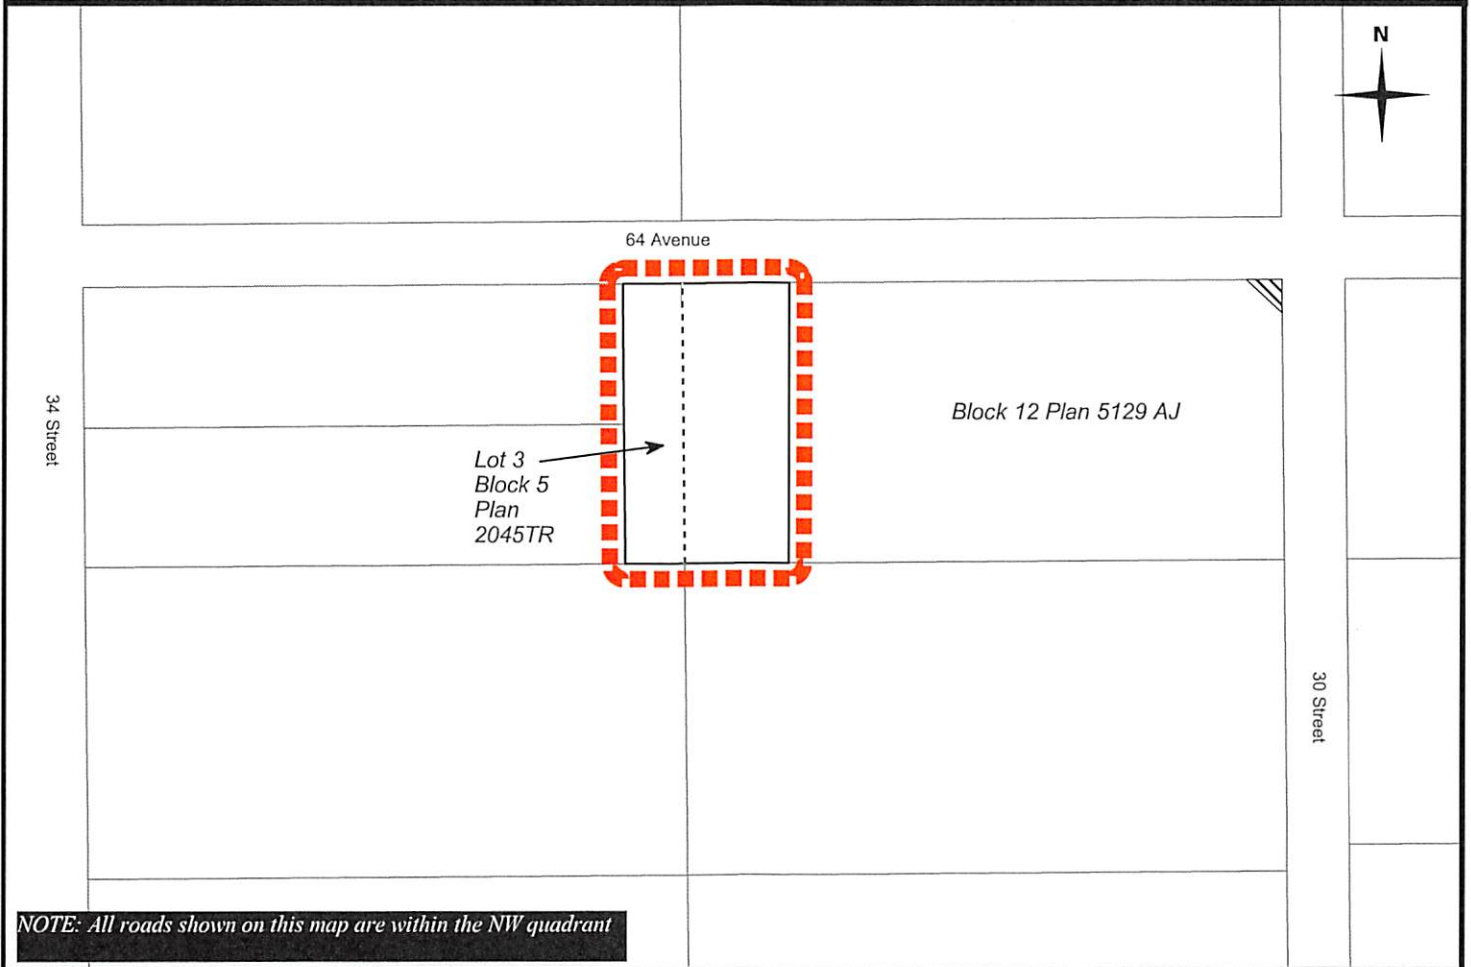 N
64 Avenue
34 Street
Block 12 Plan 5129 AJ
Lot 3
Block 5
Plan
2045TR
30 Street
NOTE: All roads shown on this map are within the NW quadrant